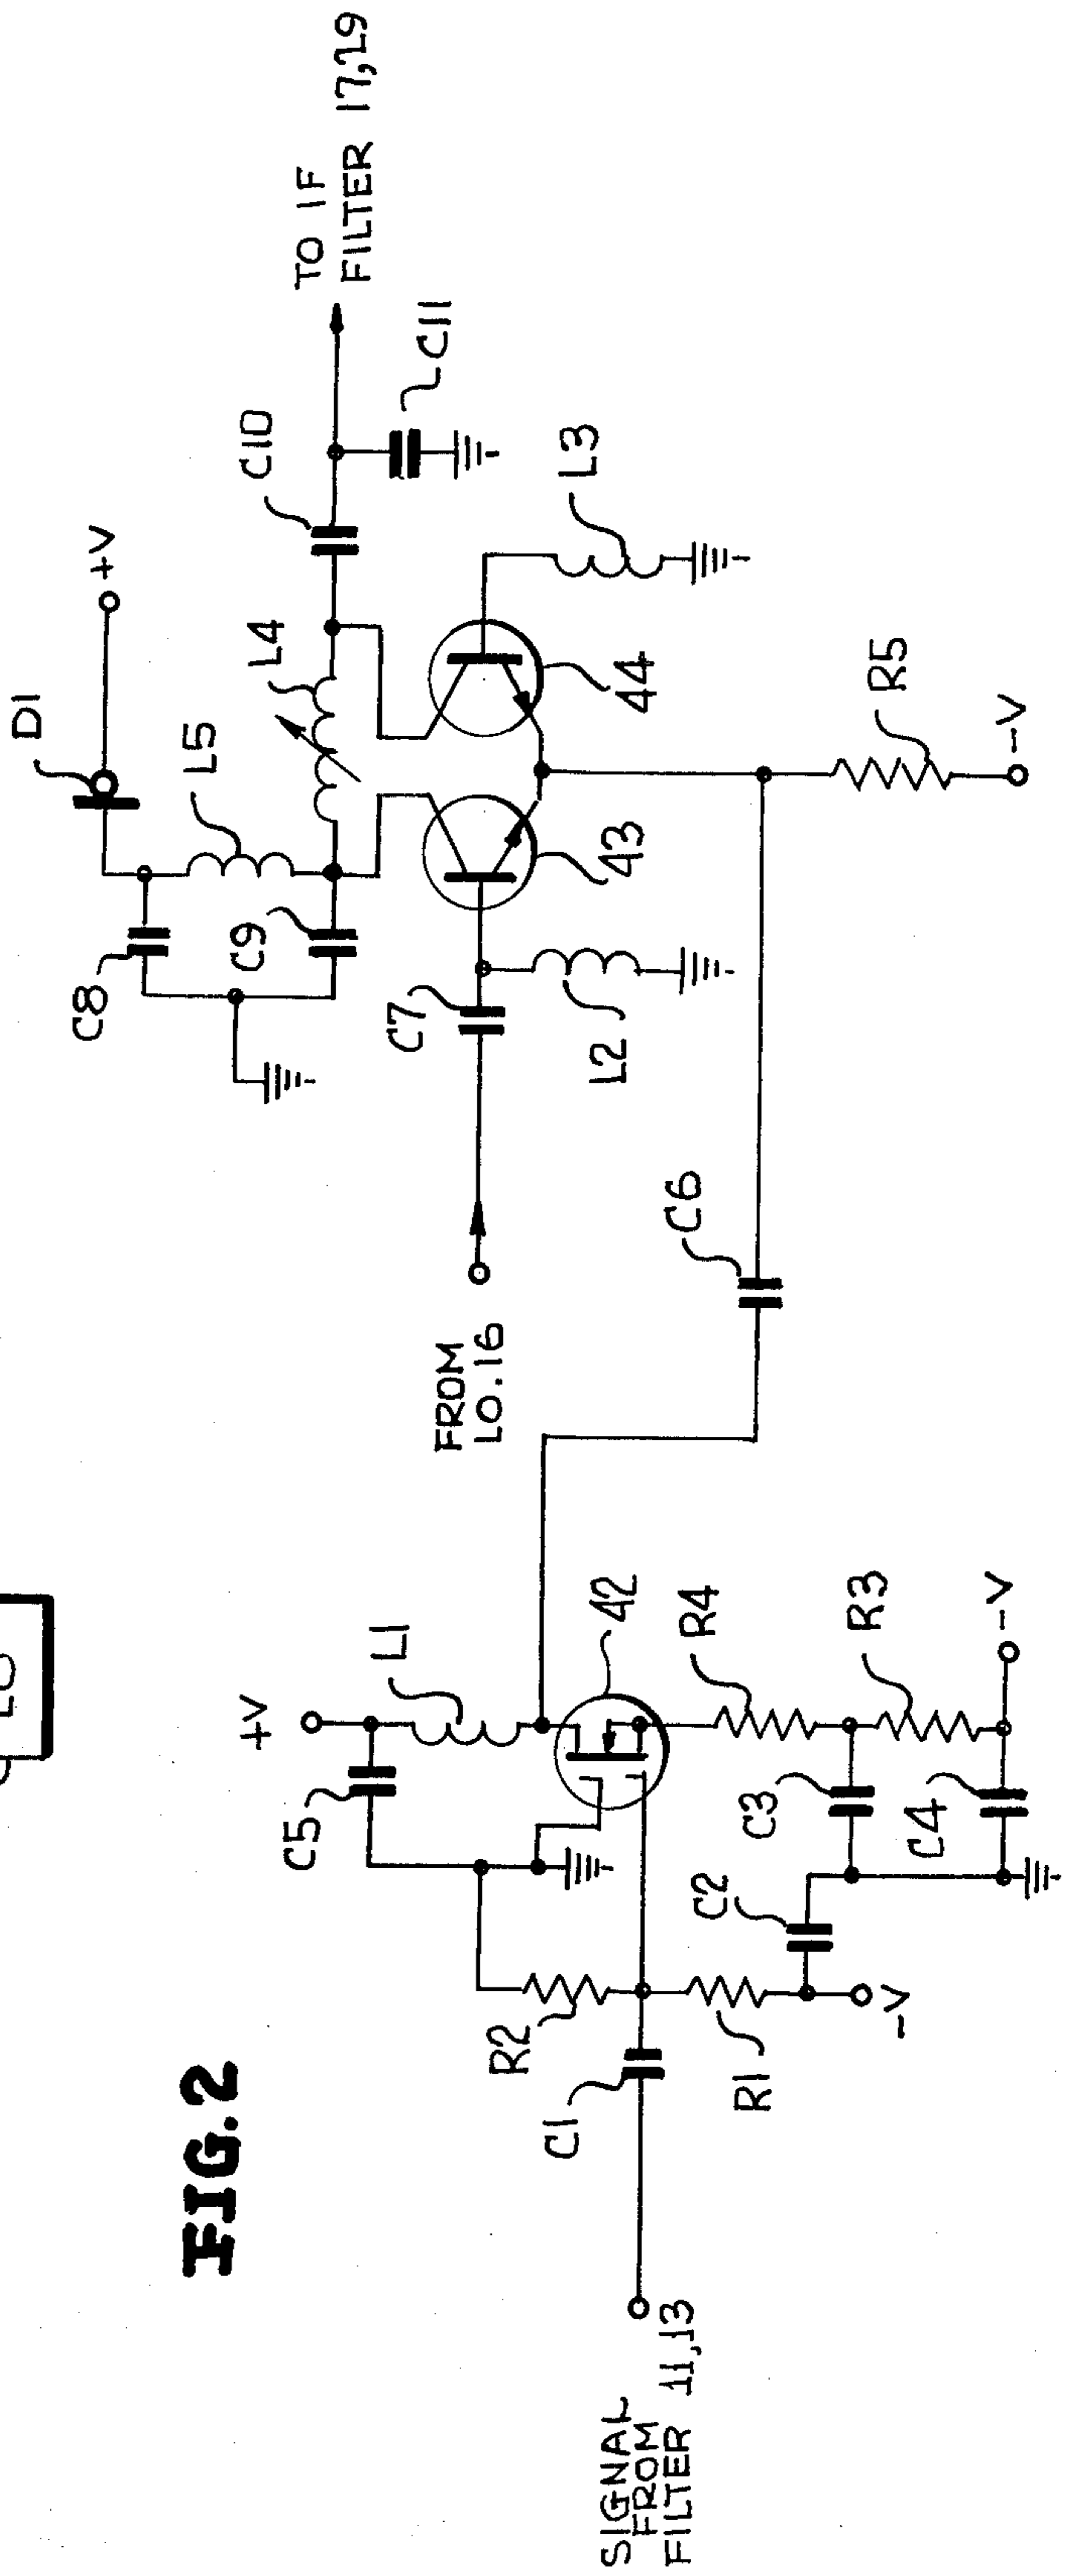 FIG.2
SIGNAL
FROM
FILTER 11,13
C1
R2
R1
C2
-V
C5
+V
L1
42
R4
R3
C3
C4
-V
C6
FROM
LO.16
C7
L2
C8
C9
L5
D1
+V
L4
43
44
L3
R5
-V
C10
C11
TO IF
FILTER 17,29